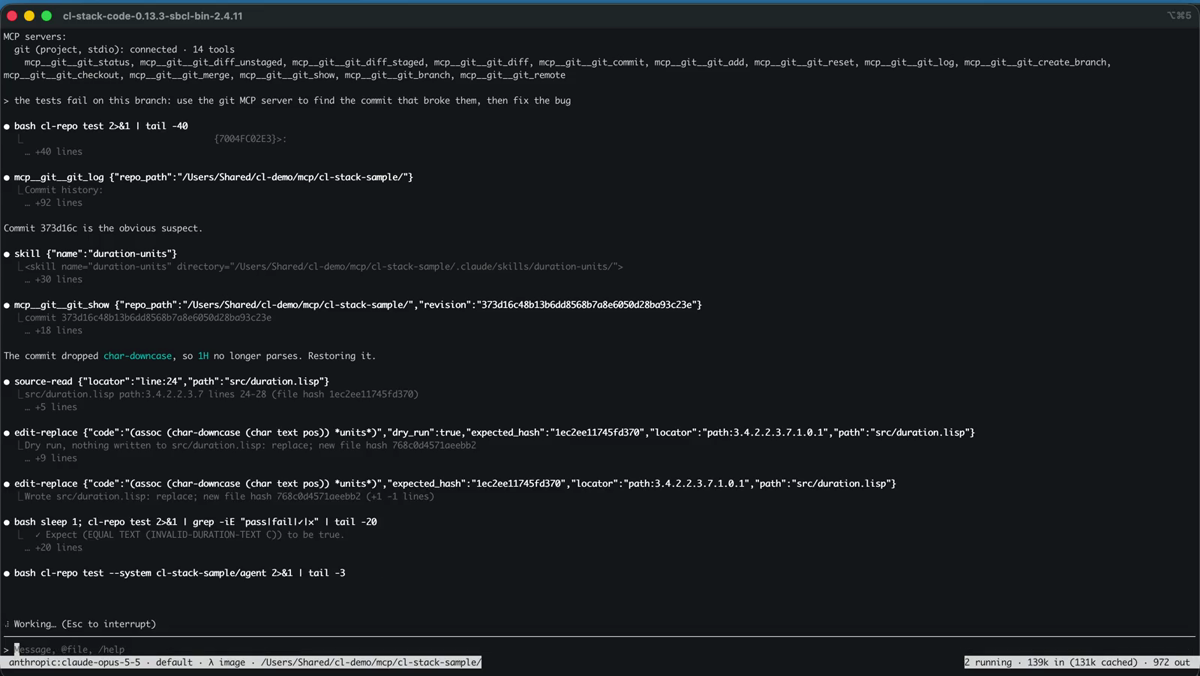 cl-stack-code-0.13.3-sbcl-bin-2.4.11
⌥⌘5
MCP servers:
git (project, stdio): connected · 14 tools
mcp__git__git_status, mcp__git__git_diff_unstaged, mcp__git__git_diff_staged, mcp__git__git_diff, mcp__git__git_commit, mcp__git__git_add, mcp__git__git_reset, mcp__git__git_log, mcp__git__git_create_branch,
mcp__git__git_checkout, mcp__git__git_merge, mcp__git__git_show, mcp__git__git_branch, mcp__git__git_remote
> the tests fail on this branch: use the git MCP server to find the commit that broke them, then fix the bug
● bash cl-repo test 2>&1 | tail -40
⎿ {7004FC02E3}>:
… +40 lines
● mcp__git__git_log {"repo_path":"/Users/Shared/cl-demo/mcp/cl-stack-sample/"}
⎿ Commit history:
… +92 lines
Commit 373d16c is the obvious suspect.
● skill {"name":"duration-units"}
⎿ <skill name="duration-units" directory="/Users/Shared/cl-demo/mcp/cl-stack-sample/.claude/skills/duration-units/">
… +30 lines
● mcp__git__git_show {"repo_path":"/Users/Shared/cl-demo/mcp/cl-stack-sample/","revision":"373d16c48b13b6dd8568b7a8e6050d28ba93c23e"}
⎿ commit 373d16c48b13b6dd8568b7a8e6050d28ba93c23e
… +18 lines
The commit dropped char-downcase, so 1H no longer parses. Restoring it.
● source-read {"locator":"line:24","path":"src/duration.lisp"}
⎿ src/duration.lisp path:3.4.2.2.3.7 lines 24-28 (file hash 1ec2ee11745fd370)
… +5 lines
● edit-replace {"code":"(assoc (char-downcase (char text pos)) *units*)","dry_run":true,"expected_hash":"1ec2ee11745fd370","locator":"path:3.4.2.2.3.7.1.0.1","path":"src/duration.lisp"}
⎿ Dry run, nothing written to src/duration.lisp: replace; new file hash 768c0d4571aeebb2
… +9 lines
● edit-replace {"code":"(assoc (char-downcase (char text pos)) *units*)","expected_hash":"1ec2ee11745fd370","locator":"path:3.4.2.2.3.7.1.0.1","path":"src/duration.lisp"}
⎿ Wrote src/duration.lisp: replace; new file hash 768c0d4571aeebb2 (+1 -1 lines)
● bash sleep 1; cl-repo test 2>&1 | grep -iE "pass|fail|✓|×" | tail -20
⎿ ✓ Expect (EQUAL TEXT (INVALID-DURATION-TEXT C)) to be true.
… +20 lines
● bash cl-repo test --system cl-stack-sample/agent 2>&1 | tail -3
Working… (Esc to interrupt)
> Message, @file, /help
anthropic:claude-opus-5-5 · default · λ image · /Users/Shared/cl-demo/mcp/cl-stack-sample/
2 running · 139k in (131k cached) · 972 out